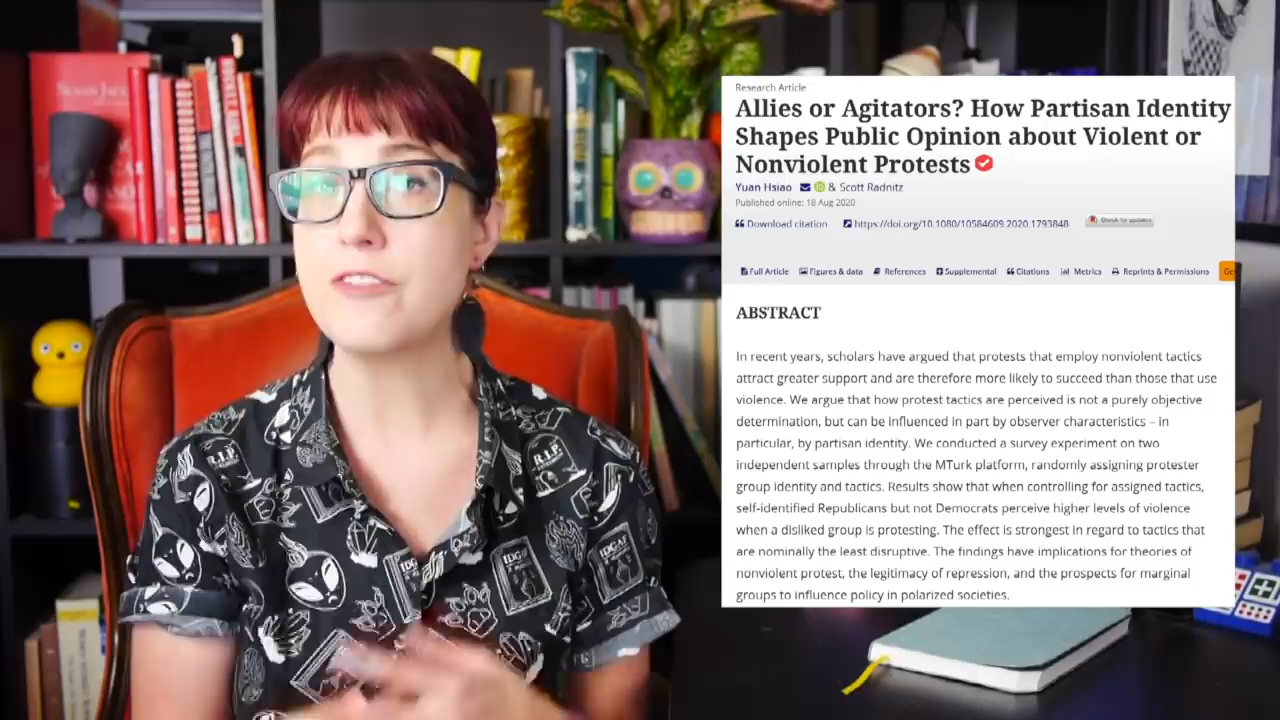 Research Article
Allies or Agitators? How Partisan Identity
Shapes Public Opinion about Violent or
Nonviolent Protests
Yuan Hsiao & Scott Radnitz
Published online: 18 Aug 2020
Download citation https://doi.org/10.1080/10584609.2020.1793848 Check for updates
Full Article Figures & data References Supplemental Citations Metrics Reprints & Permissions
ABSTRACT
In recent years, scholars have argued that protests that employ nonviolent tactics
attract greater support and are therefore more likely to succeed than those that use
violence. We argue that how protest tactics are perceived is not a purely objective
determination, but can be influenced in part by observer characteristics – in
particular, by partisan identity. We conducted a survey experiment on two
independent samples through the MTurk platform, randomly assigning protester
group identity and tactics. Results show that when controlling for assigned tactics,
self-identified Republicans but not Democrats perceive higher levels of violence
when a disliked group is protesting. The effect is strongest in regard to tactics that
are nominally the least disruptive. The findings have implications for theories of
nonviolent protest, the legitimacy of repression, and the prospects for marginal
groups to influence policy in polarized societies.
R.I.P.
R.I.P.
IDGAF
IDGAF